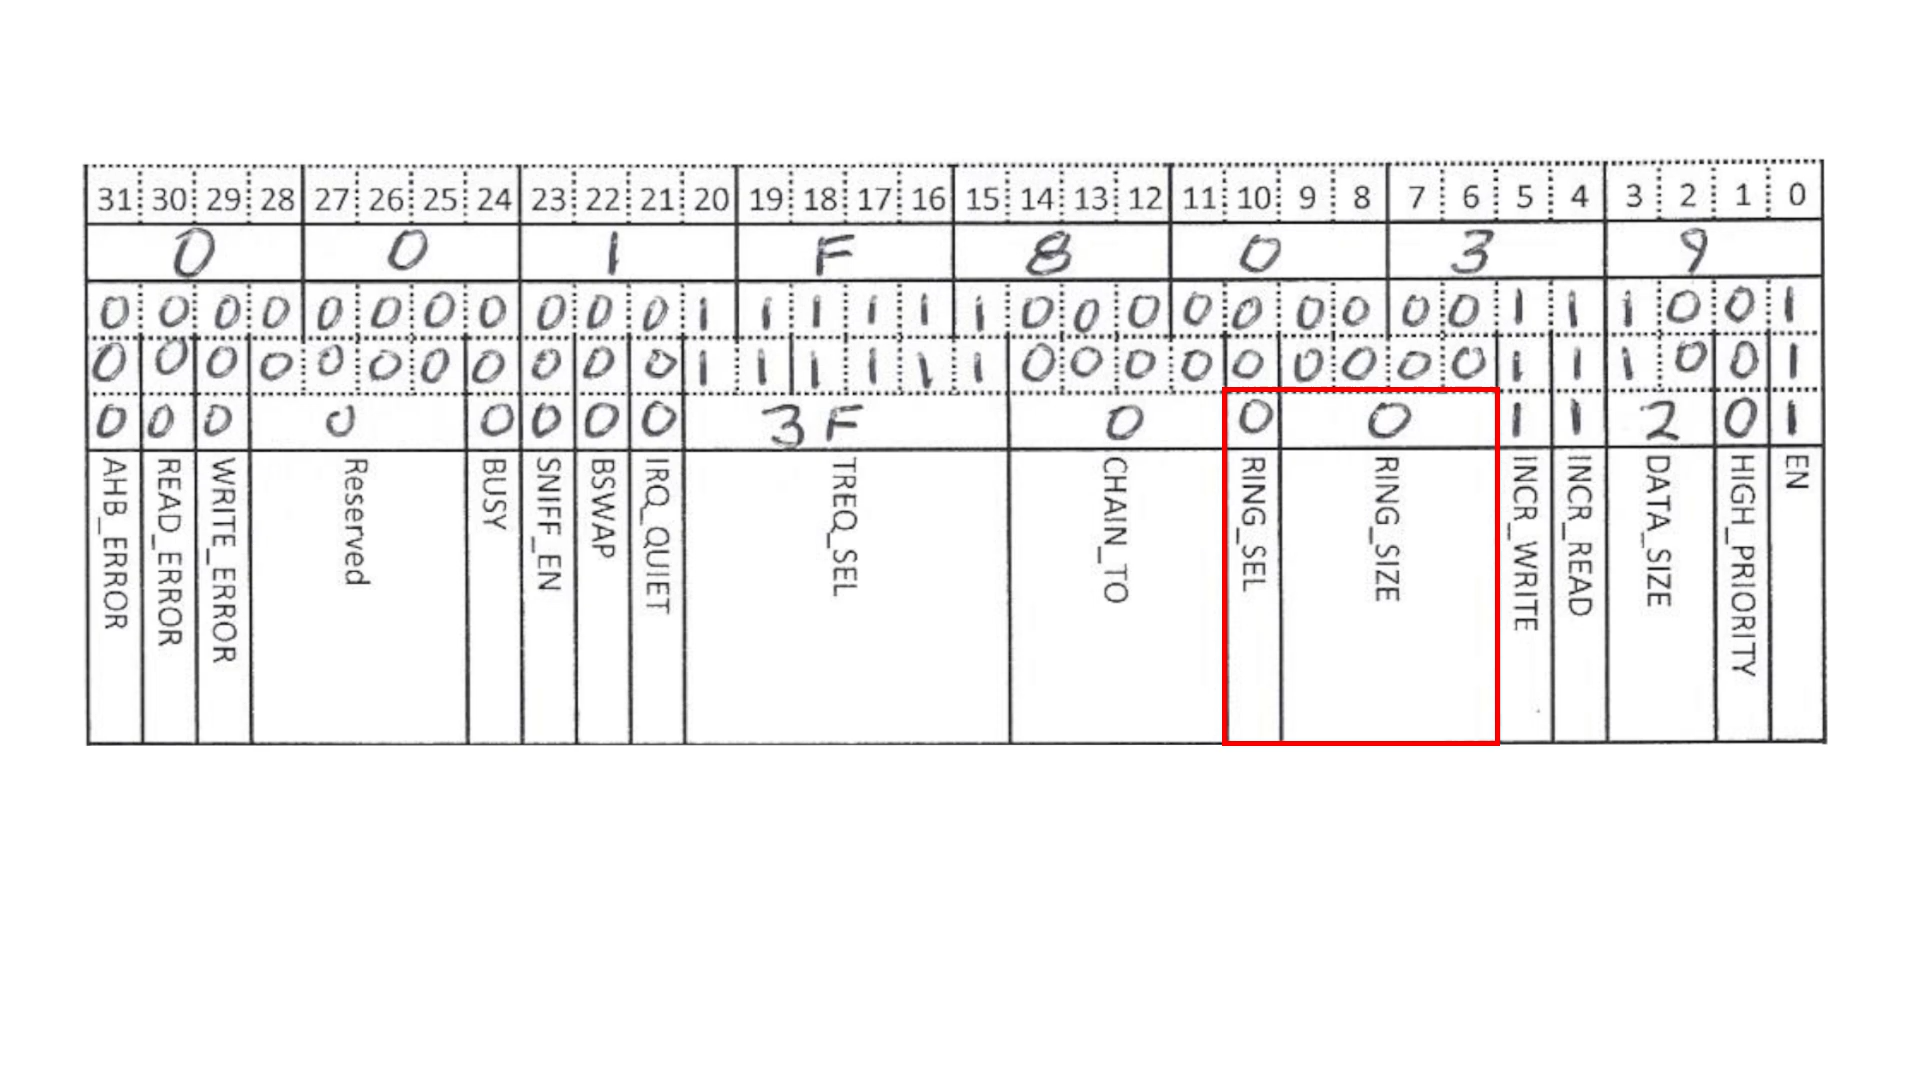 31 30 29 28 27 26 25 24 23 22 21 20 19 18 17 16 15 14 13 12 11 10 9 8 7 6 5 4 3 2 1 0
0 0 1 F 8 0 3 9
0 0 0 0 0 0 0 0 0 0 0 1 1 1 1 1 1 0 0 0 0 0 0 0 0 0 1 1 1 0 0 1
0 0 0 0 0 0 0 0 0 0 0 1 1 1 1 1 1 0 0 0 0 0 0 0 0 0 1 1 1 0 0 1
0 0 0 0 0 0 0 0 3F 0 0 0 1 1 2 0 1
AHB_ERROR READ_ERROR WRITE_ERROR Reserved BUSY SNIFF_EN BSWAP IRQ_QUIET TREQ_SEL CHAIN_TO RING_SEL RING_SIZE INCR_WRITE INCR_READ DATA_SIZE HIGH_PRIORITY EN